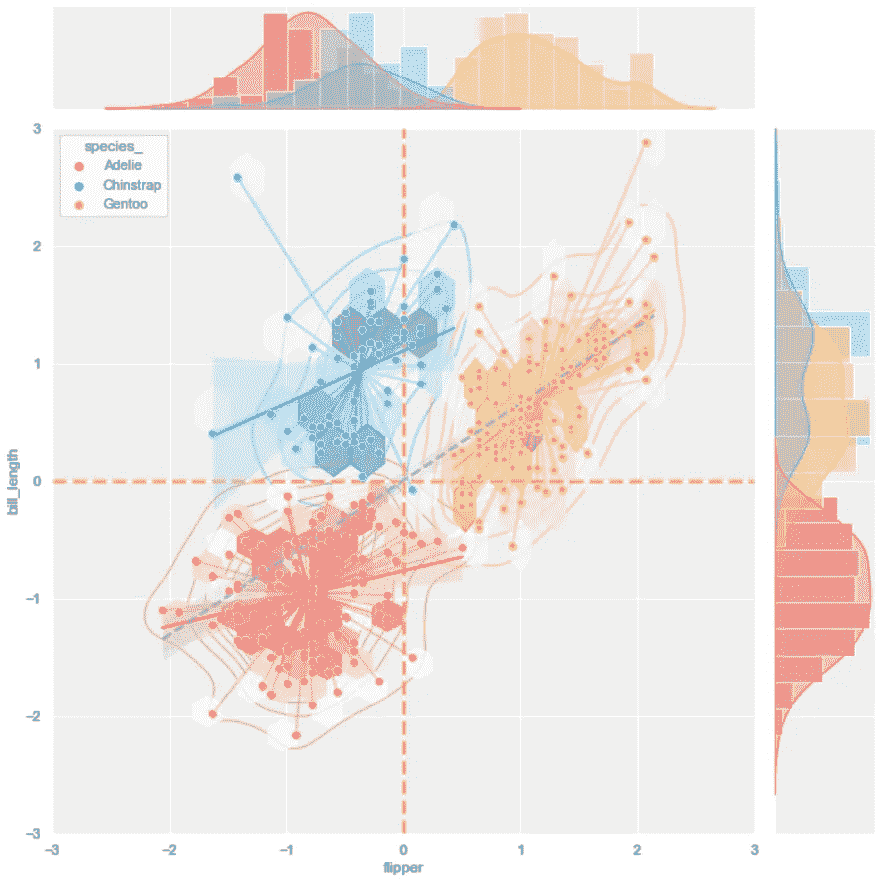 3
species_
Adelie
Chinstrap
Gentoo
2
1
0
−1
−2
−3
bill_length
−3 −2 −1 0 1 2 3
flipper